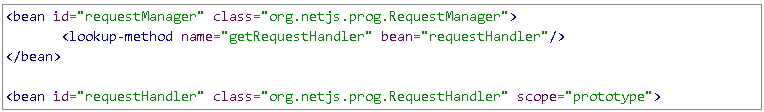 <bean id="requestManager" class="org.netjs.prog.RequestManager">
<lookup-method name="getRequestHandler" bean="requestHandler"/>
</bean>
<bean id="requestHandler" class="org.netjs.prog.RequestHandler" scope="prototype">